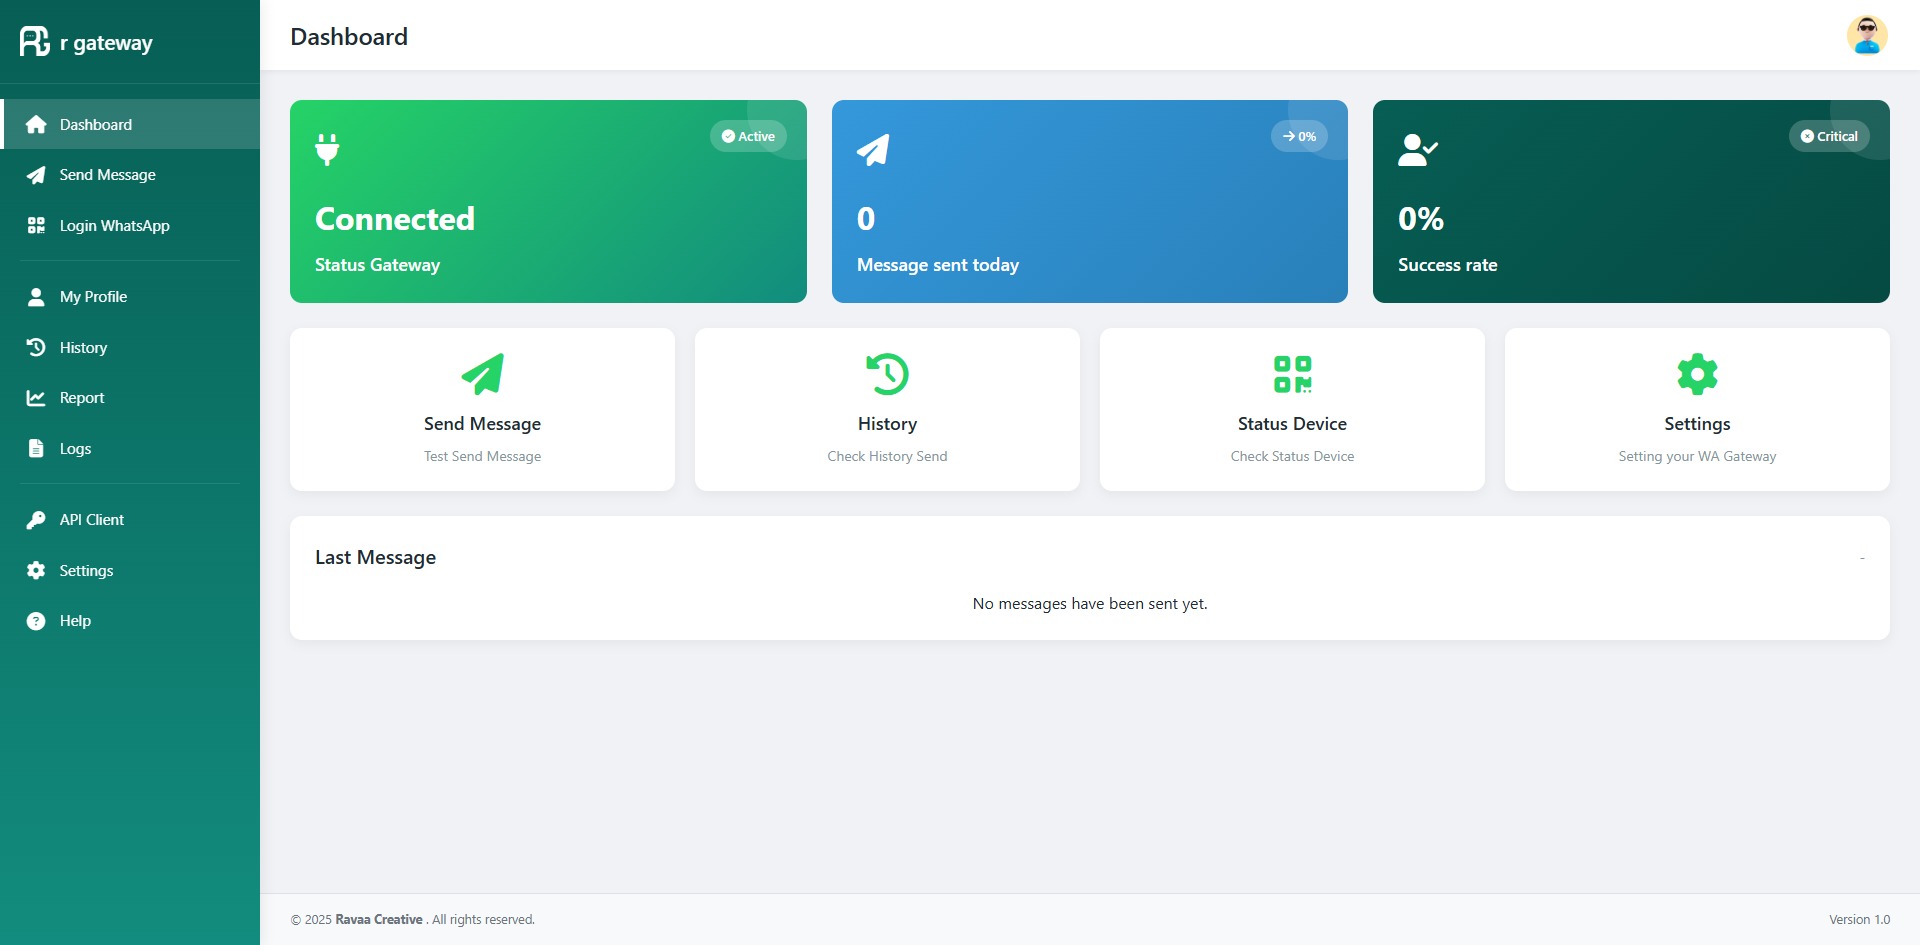 r gateway
Dashboard
Send Message
Login WhatsApp
My Profile
History
Report
Logs
API Client
Settings
Help
Dashboard
Active
Connected
Status Gateway
0%
0
Message sent today
Critical
0%
Success rate
Send Message
Test Send Message
History
Check History Send
Status Device
Check Status Device
Settings
Setting your WA Gateway
Last Message
-
No messages have been sent yet.
© 2025 Ravaa Creative . All rights reserved.
Version 1.0